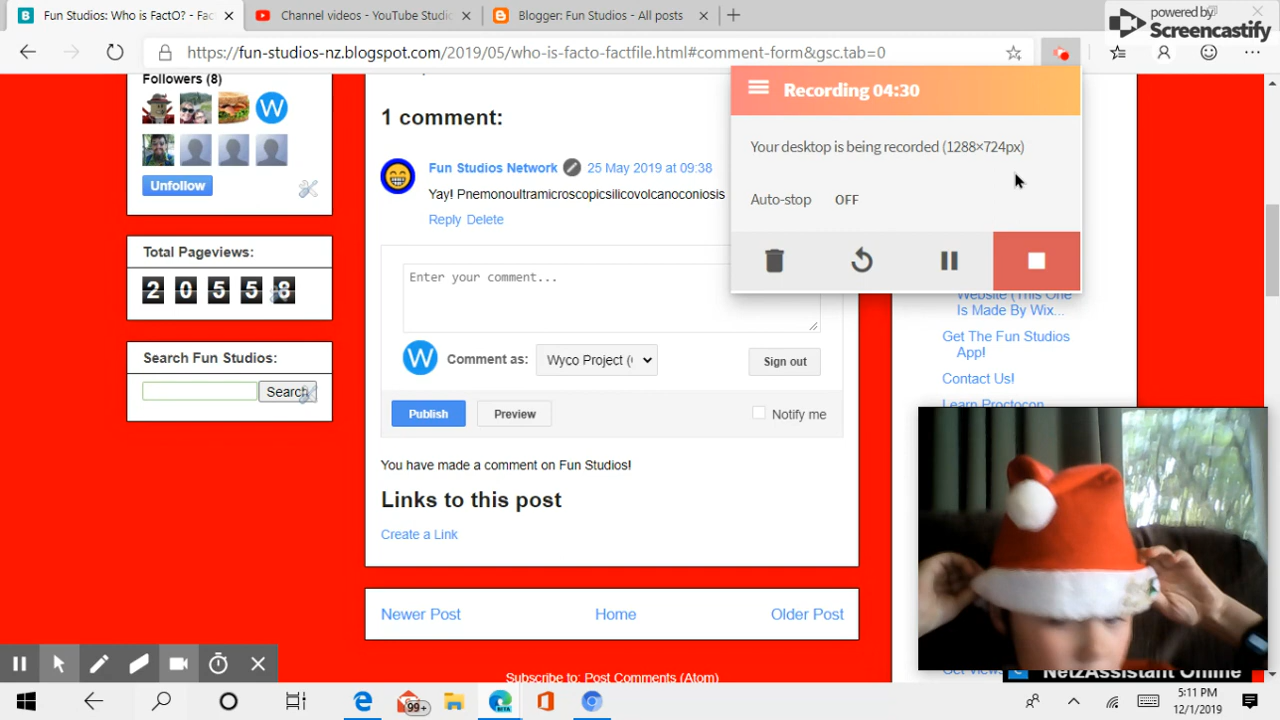 Fun Studios: Who is FactO? - Fac
Channel videos - YouTube Studio
Blogger: Fun Studios - All posts
powered by
Screencastify
https://fun-studios-nz.blogspot.com/2019/05/who-is-facto-factfile.html#comment-form&gsc.tab=0
Recording 04:30
Your desktop is being recorded (1288×724px)
Auto-stop OFF
Followers (8)
W
Unfollow
Total Pageviews:
20558
Search Fun Studios:
Search
1 comment:
Fun Studios Network 25 May 2019 at 09:38
Yay! Pnemonoultramicroscopicsilicovolcanoconiosis
Reply Delete
Enter your comment...
W Comment as: Wyco Project (
Sign out
Publish Preview
Notify me
You have made a comment on Fun Studios!
Links to this post
Create a Link
Newer Post Home Older Post
Subscribe to: Post Comments (Atom)
Website (This One
Is Made By Wix...
Get The Fun Studios
App!
Contact Us!
Learn Proctocon
Get Views
Net2Assistant Online
99+
5:11 PM
12/1/2019